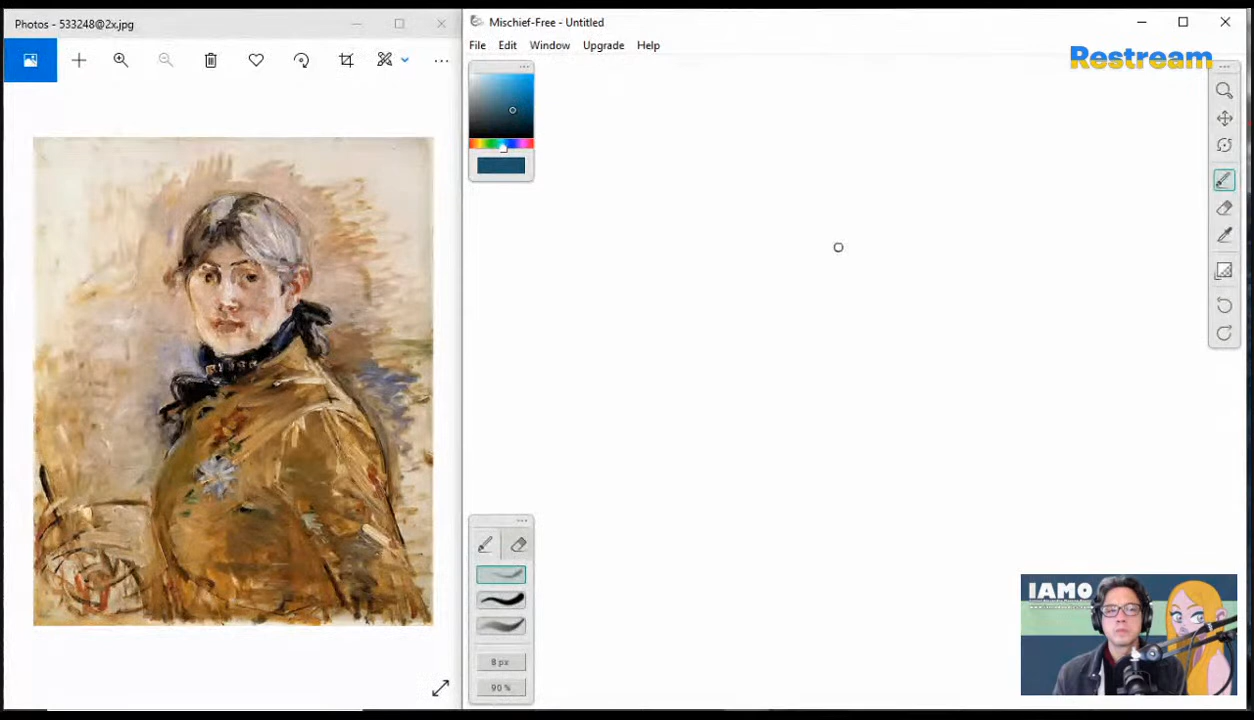 Photos - 533248@2x.jpg
Mischief-Free - Untitled
File Edit Window Upgrade Help
Restream
8 px
90 %
IAMO